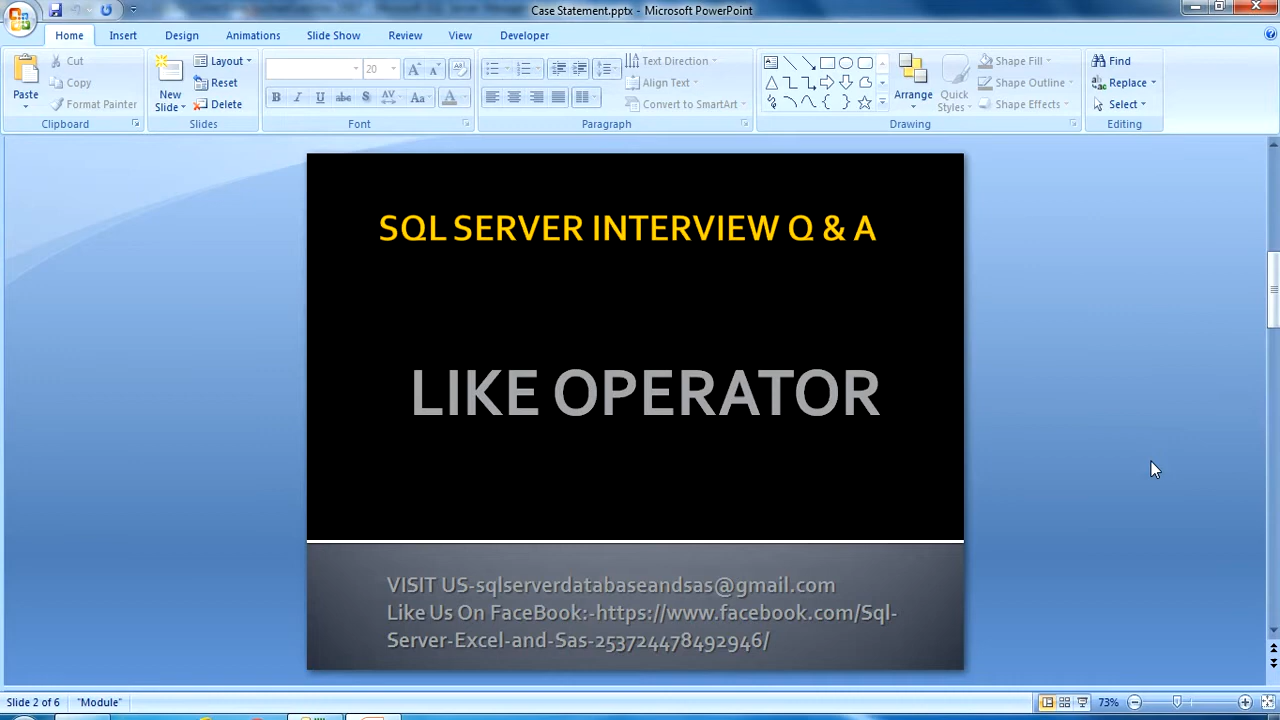 Case Statement.pptx - Microsoft PowerPoint
Home Insert Design Animations Slide Show Review View Developer
Paste
Cut
Copy
Format Painter
Clipboard
New Slide
Layout
Reset
Delete
Slides
20
B I U abc S AV Aa A
Font
Paragraph
Text Direction
Align Text
Convert to SmartArt
Arrange
Quick Styles
Shape Fill
Shape Outline
Shape Effects
Drawing
Find
Replace
Select
Editing
SQL SERVER INTERVIEW Q & A
LIKE OPERATOR
VISIT US-sqlserverdatabaseandsas@gmail.com
Like Us On FaceBook:-https://www.facebook.com/Sql-
Server-Excel-and-Sas-253724478492946/
Slide 2 of 6 "Module" 73%